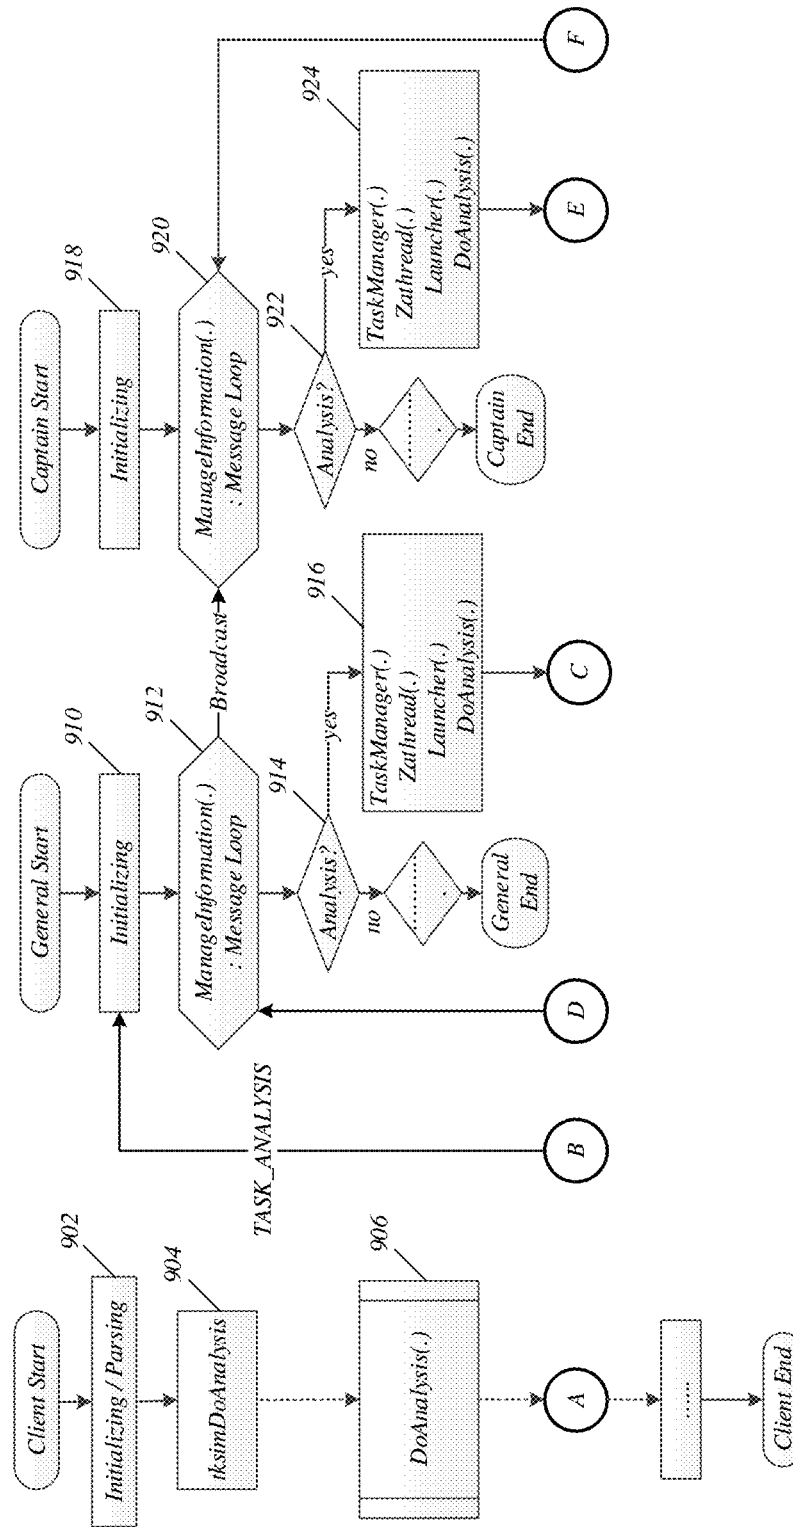 Client Start
902
Initializing / Parsing
904
tksimDoAnalysis
906
DoAnalysis(.)
A
.......
Client End
TASK_ANALYSIS
B
General Start
910
Initializing
912
ManageInformation(.)
: Message Loop
Broadcast
914
Analysis?
yes
no
916
TaskManager(.)
Zathread(.)
Launcher(.)
DoAnalysis(.)
........
.
General
End
D
C
Captain Start
918
Initializing
920
ManageInformation(.)
: Message Loop
922
Analysis?
yes
no
924
TaskManager(.)
Zathread(.)
Launcher(.)
DoAnalysis(.)
........
.
Captain
End
E
F